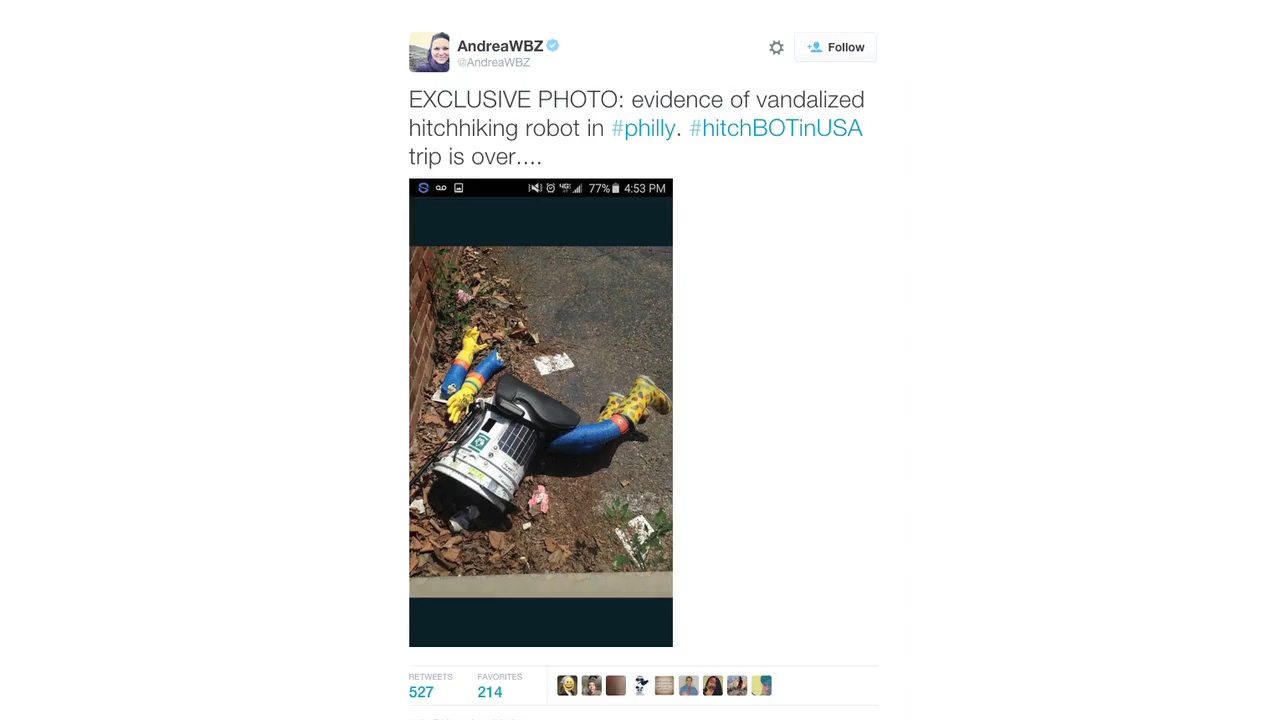 AndreaWBZ
@AndreaWBZ
Follow
EXCLUSIVE PHOTO: evidence of vandalized
hitchhiking robot in #philly. #hitchBOTinUSA
trip is over....
77% 4:53 PM
RETWEETS FAVORITES
527 214